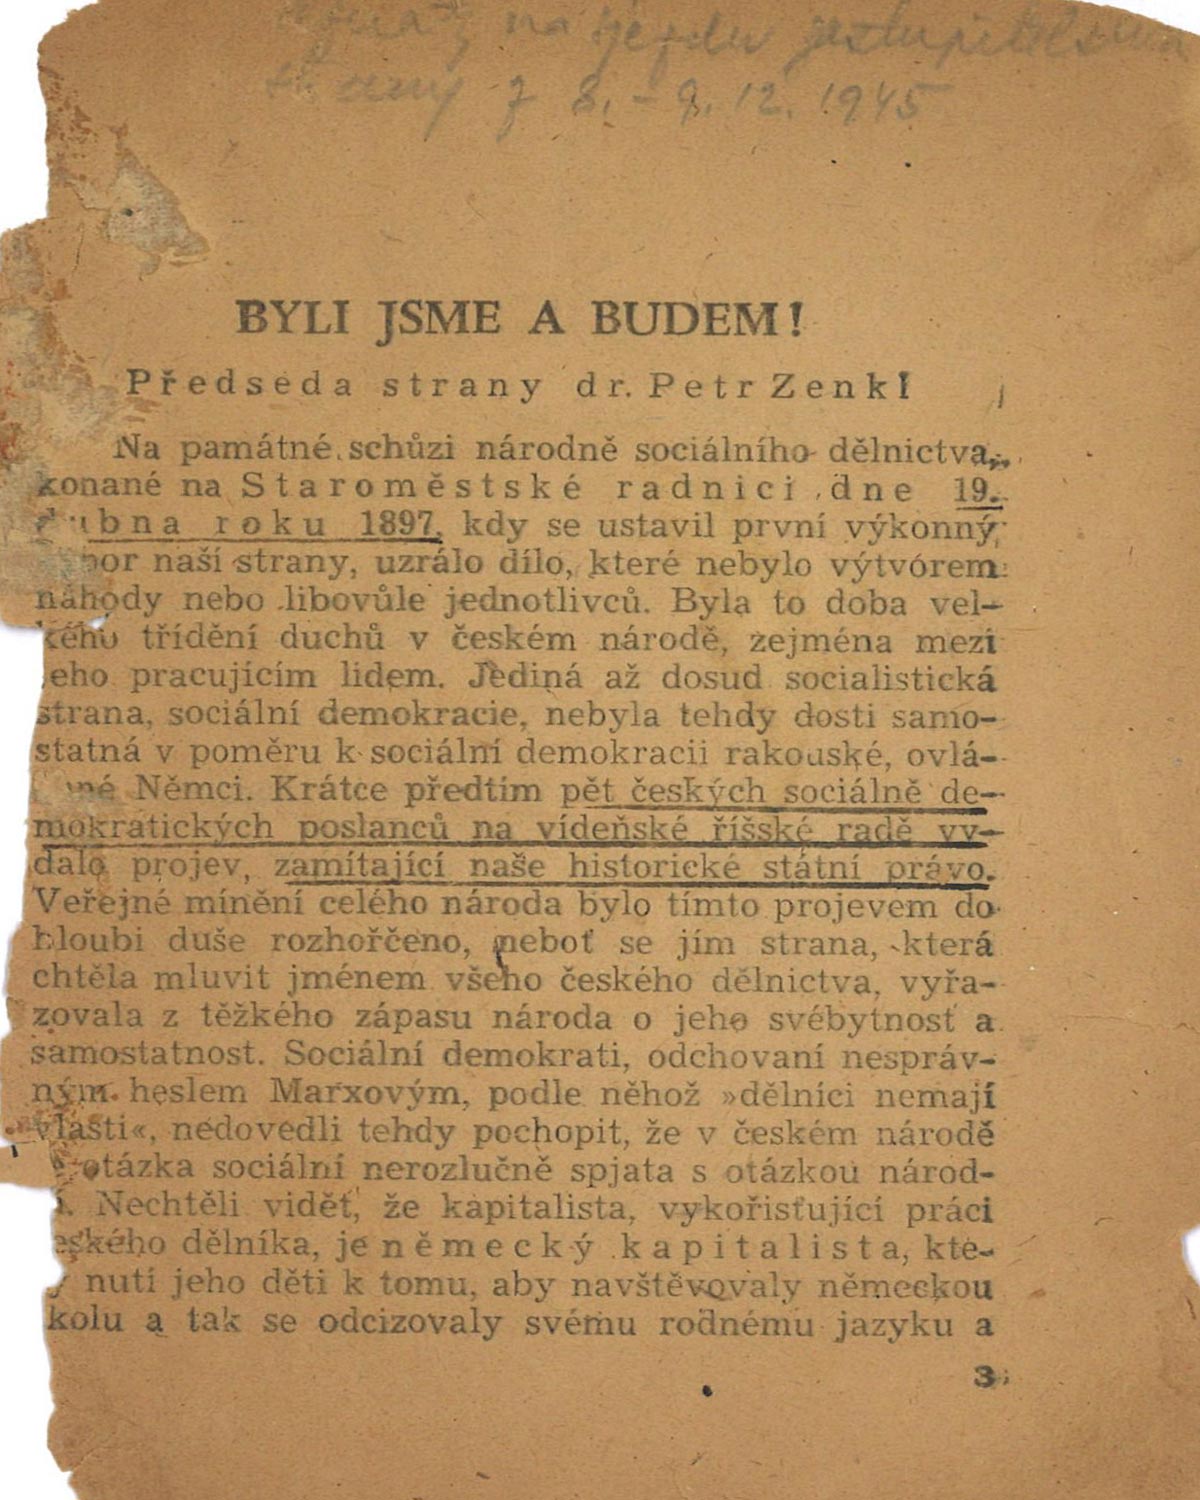 na sjezdu zastupitelstva
strany z 8. - 9. 12. 1945
BYLI JSME A BUDEM!
Předseda strany dr. Petr Zenkl
Na památné schůzi národně sociálního dělnictva,
konané na Staroměstské radnici dne 19.
dubna roku 1897, kdy se ustavil první výkonný
bor naší strany, uzrálo dílo, které nebylo výtvórem
náhody nebo libovůle jednotlivců. Byla to doba vel-
kého třídění duchů v českém národě, zejména mezi
jeho pracujícím lidem. Jediná až dosud socialistická
strana, sociální demokracie, nebyla tehdy dosti samo-
statná v poměru k sociální demokracii rakouské, ovlá-
né Němci. Krátce předtím pět českých sociálně de-
mokratických poslanců na vídeňské říšské radě vy-
dalo projev, zamítající naše historické státní právo.
Veřejné mínění celého národa bylo tímto projevem do
hloubi duše rozhořčeno, neboť se jím strana, která
chtěla mluvit jménem všeho českého dělnictva, vyřa-
zovala z těžkého zápasu národa o jeho svébytnost a
samostatnost. Sociální demokrati, odchovaní nespráv-
ným heslem Marxovým, podle něhož »dělníci nemají
vlasti«, nedovedli tehdy pochopit, že v českém národě
otázka sociální nerozlučně spjata s otázkou národ-
í. Nechtěli vidět, že kapitalista, vykořisťující práci
eského dělníka, je německý kapitalista, kte-
ý nutí jeho děti k tomu, aby navštěvovaly německou
kolu a tak se odcizovaly svému rodnému jazyku a
3